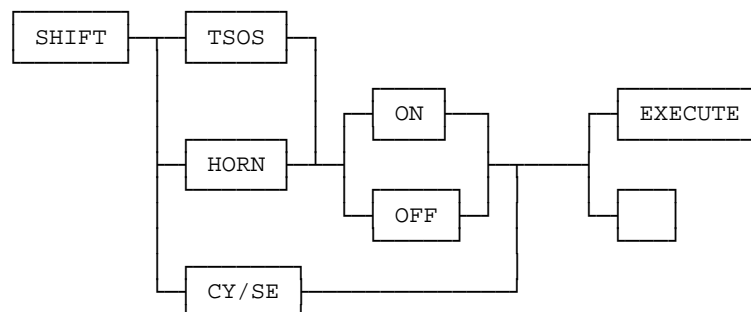 SHIFT TSOS
ON EXECUTE
HORN
OFF
CY/SE